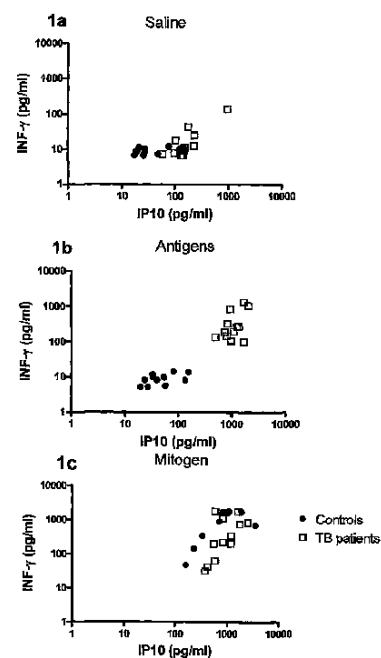 1a Saline
10000
1000
100
10
1
INF-γ (pg/ml)
1 10 100 1000 10000
IP10 (pg/ml)
1b Antigens
10000
1000
100
10
1
INF-γ (pg/ml)
1 10 100 1000 10000
IP10 (pg/ml)
1c Mitogen
10000
1000
100
10
1
INF-γ (pg/ml)
1 10 100 1000 10000
IP10 (pg/ml)
Controls
TB patients